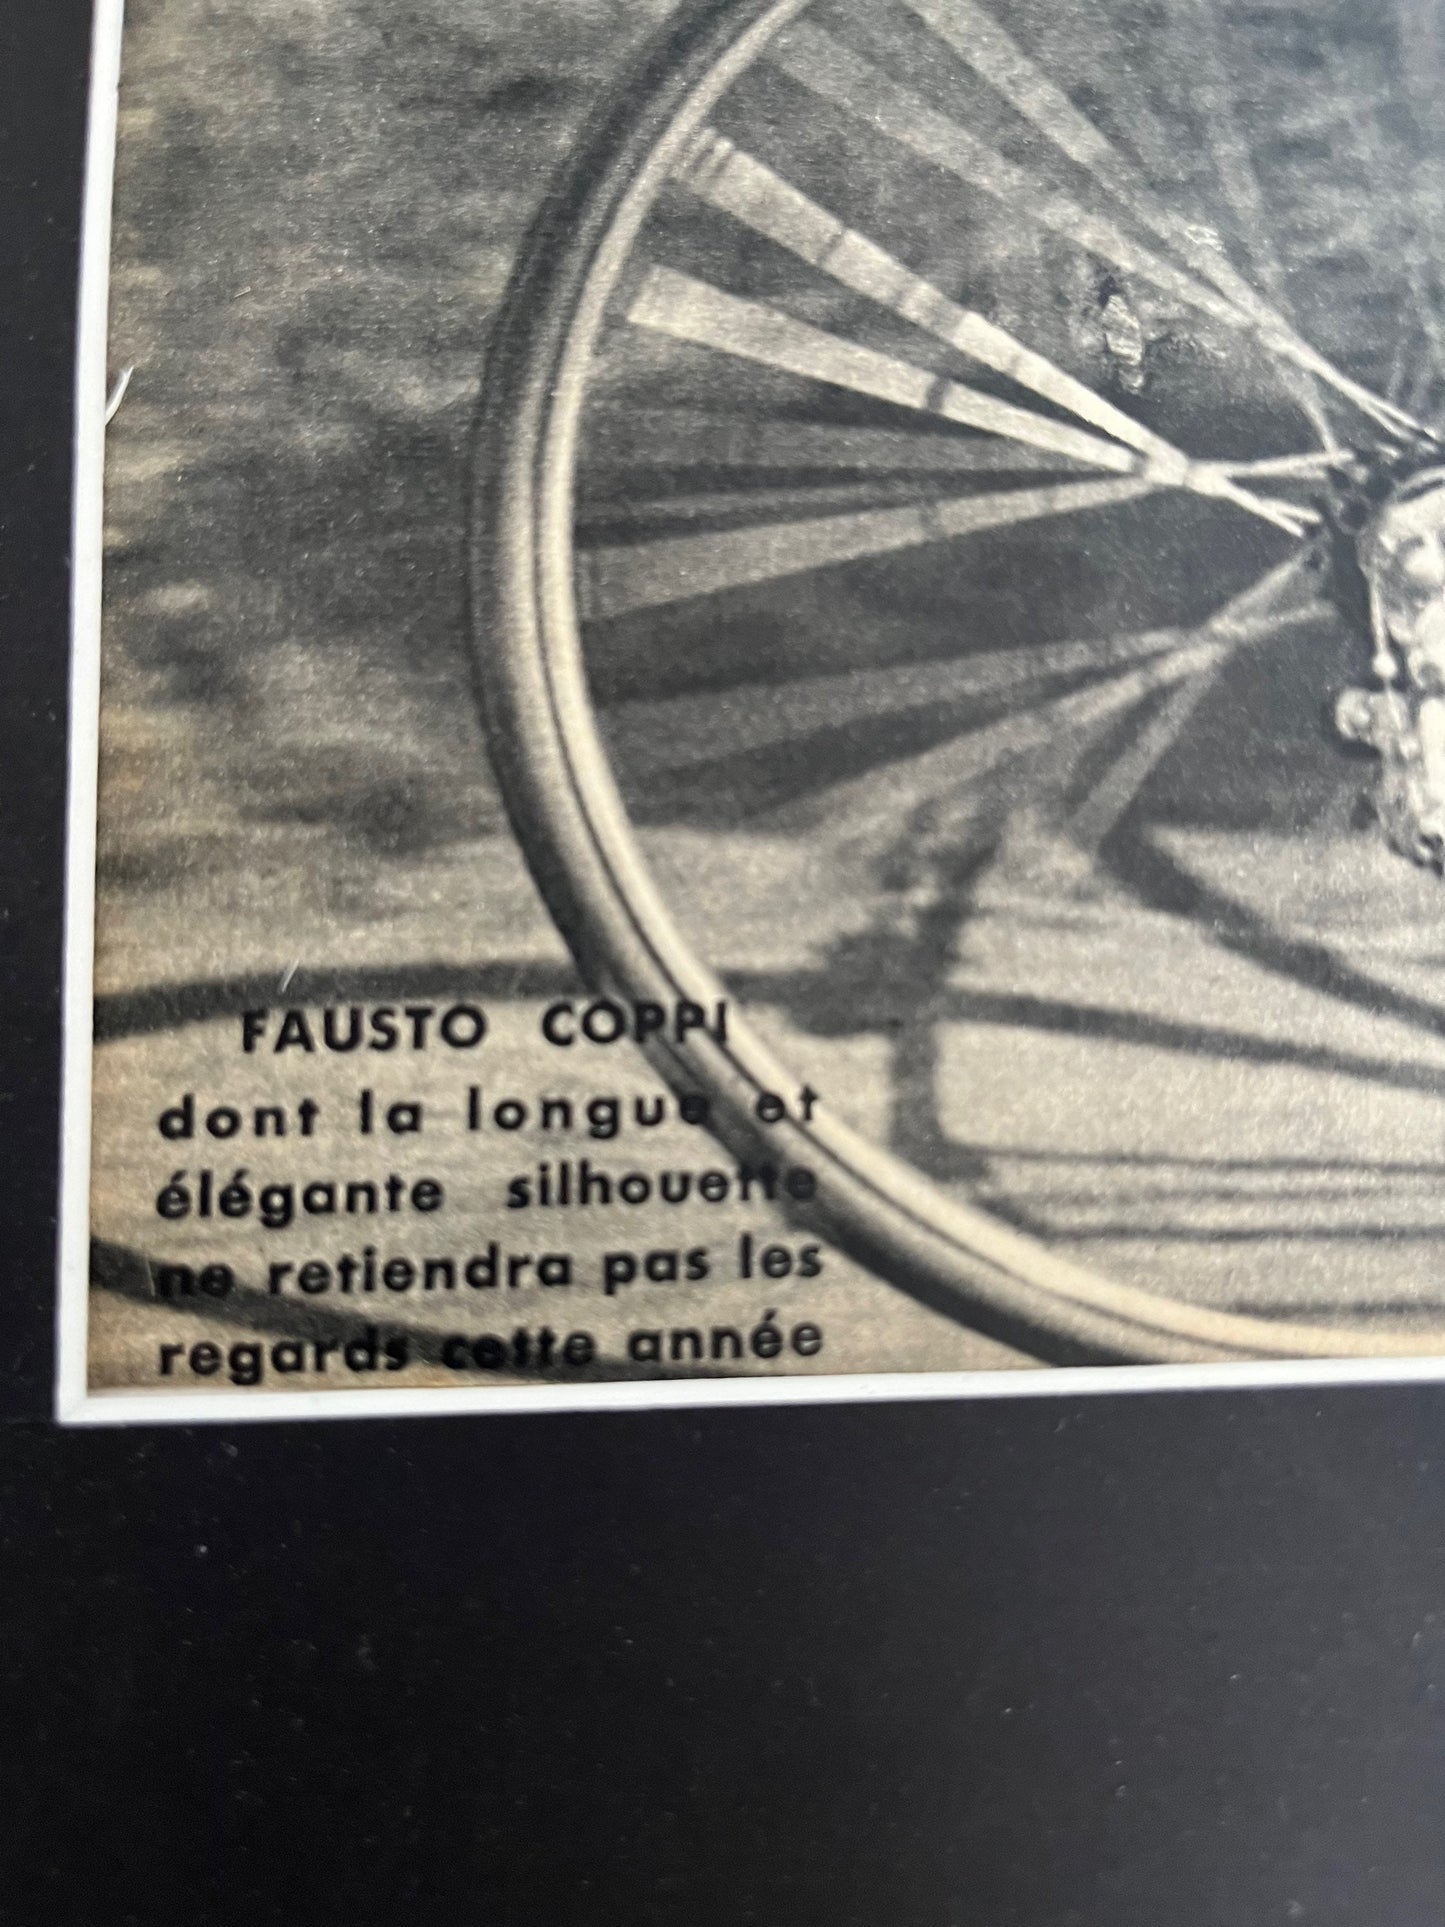 FAUSTO COPPI
dont la longue et
élégante silhouette
ne retiendra pas les
regards cette année